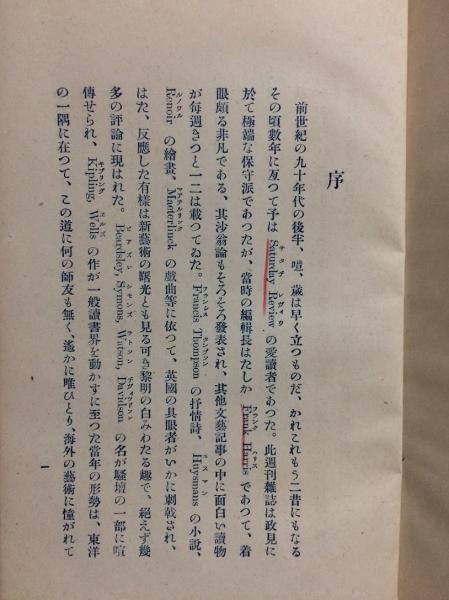 序
前世紀の九十年代の後半、噫、歲は早く立つものだ、かれこれもう二昔にもなる
その頃數年に亙つて予は Saturday Review の愛讀者であつた。此週刊雜誌は政見に
於て極端な保守派であつたが、當時の編輯長はたしか Frank Harris であつて、着
眼頗る非凡である、其沙翁論もそろそろ發表され、其他文藝記事の中に面白い讀物
が每週きつと一二は載つてゐた。Francis Thompson の抒情詩、Huysmans の小說、
Renoir の繪畫、Maeterlinck の戲曲等に依つて、英國の具眼者がいかに刺戟され、
はた、反應した有樣は新藝術の曙光とも見る可き黎明の白みわたる趣で、絕えず幾
多の評論に現はれた。Beardsley, Symons, Watson, Davidson の名が騷壇の一部に喧
傳せられ、Kipling, Wells の作が一般讀書界を動かすに至つた當年の形勢は、東洋
の一隅に在つて、この道に何の師友も無く、遙かに唯ひとり、海外の藝術に憧がれて
一